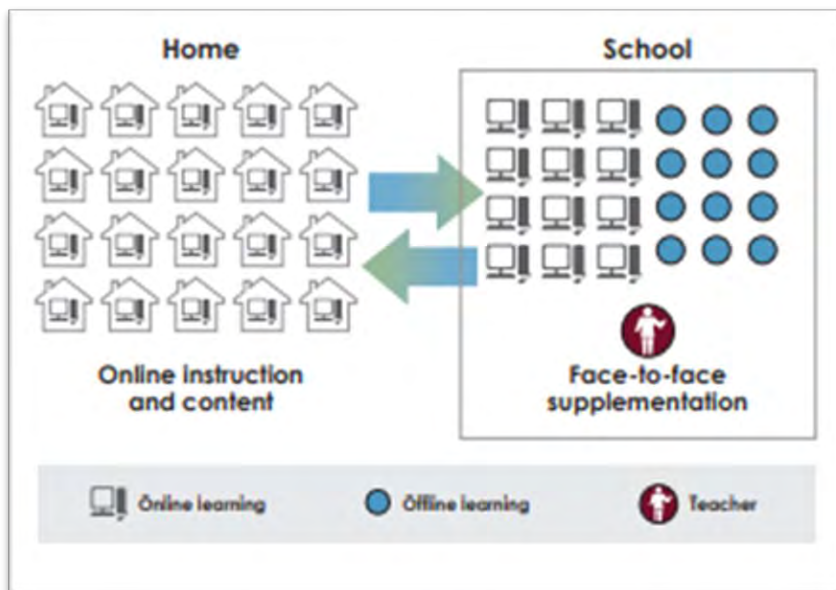 Home
School
Online instruction
and content
Face-to-face
supplementation
Online learning
Offline learning
Teacher